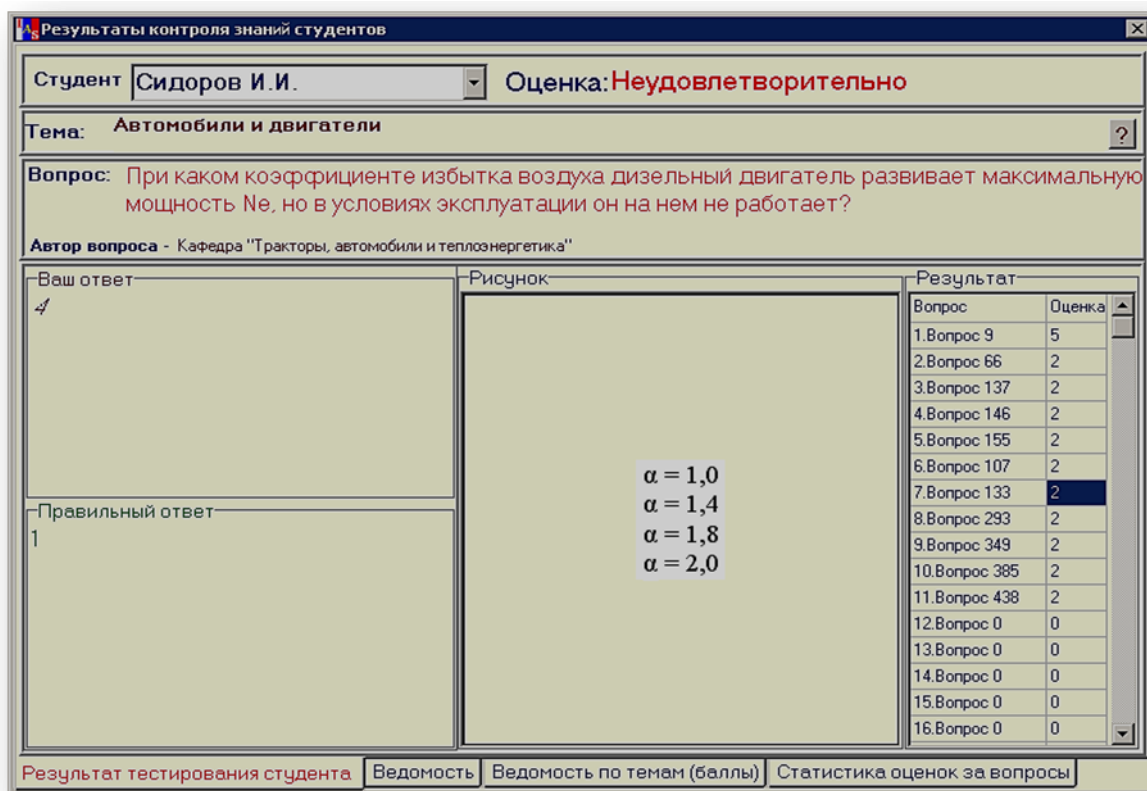 Результаты контроля знаний студентов
Студент Сидоров И.И. Оценка: Неудовлетворительно
Тема: Автомобили и двигатели ?
Вопрос: При каком коэффициенте избытка воздуха дизельный двигатель развивает максимальную
мощность Ne, но в условиях эксплуатации он на нем не работает?
Автор вопроса - Кафедра "Тракторы, автомобили и теплоэнергетика"
Ваш ответ
4
Правильный ответ
1
Рисунок
α = 1,0
α = 1,4
α = 1,8
α = 2,0
Результат
Вопрос Оценка
1.Вопрос 9 5
2.Вопрос 66 2
3.Вопрос 137 2
4.Вопрос 146 2
5.Вопрос 155 2
6.Вопрос 107 2
7.Вопрос 133 2
8.Вопрос 293 2
9.Вопрос 349 2
10.Вопрос 385 2
11.Вопрос 438 2
12.Вопрос 0 0
13.Вопрос 0 0
14.Вопрос 0 0
15.Вопрос 0 0
16.Вопрос 0 0
Результат тестирования студента Ведомость Ведомость по темам (баллы) Статистика оценок за вопросы